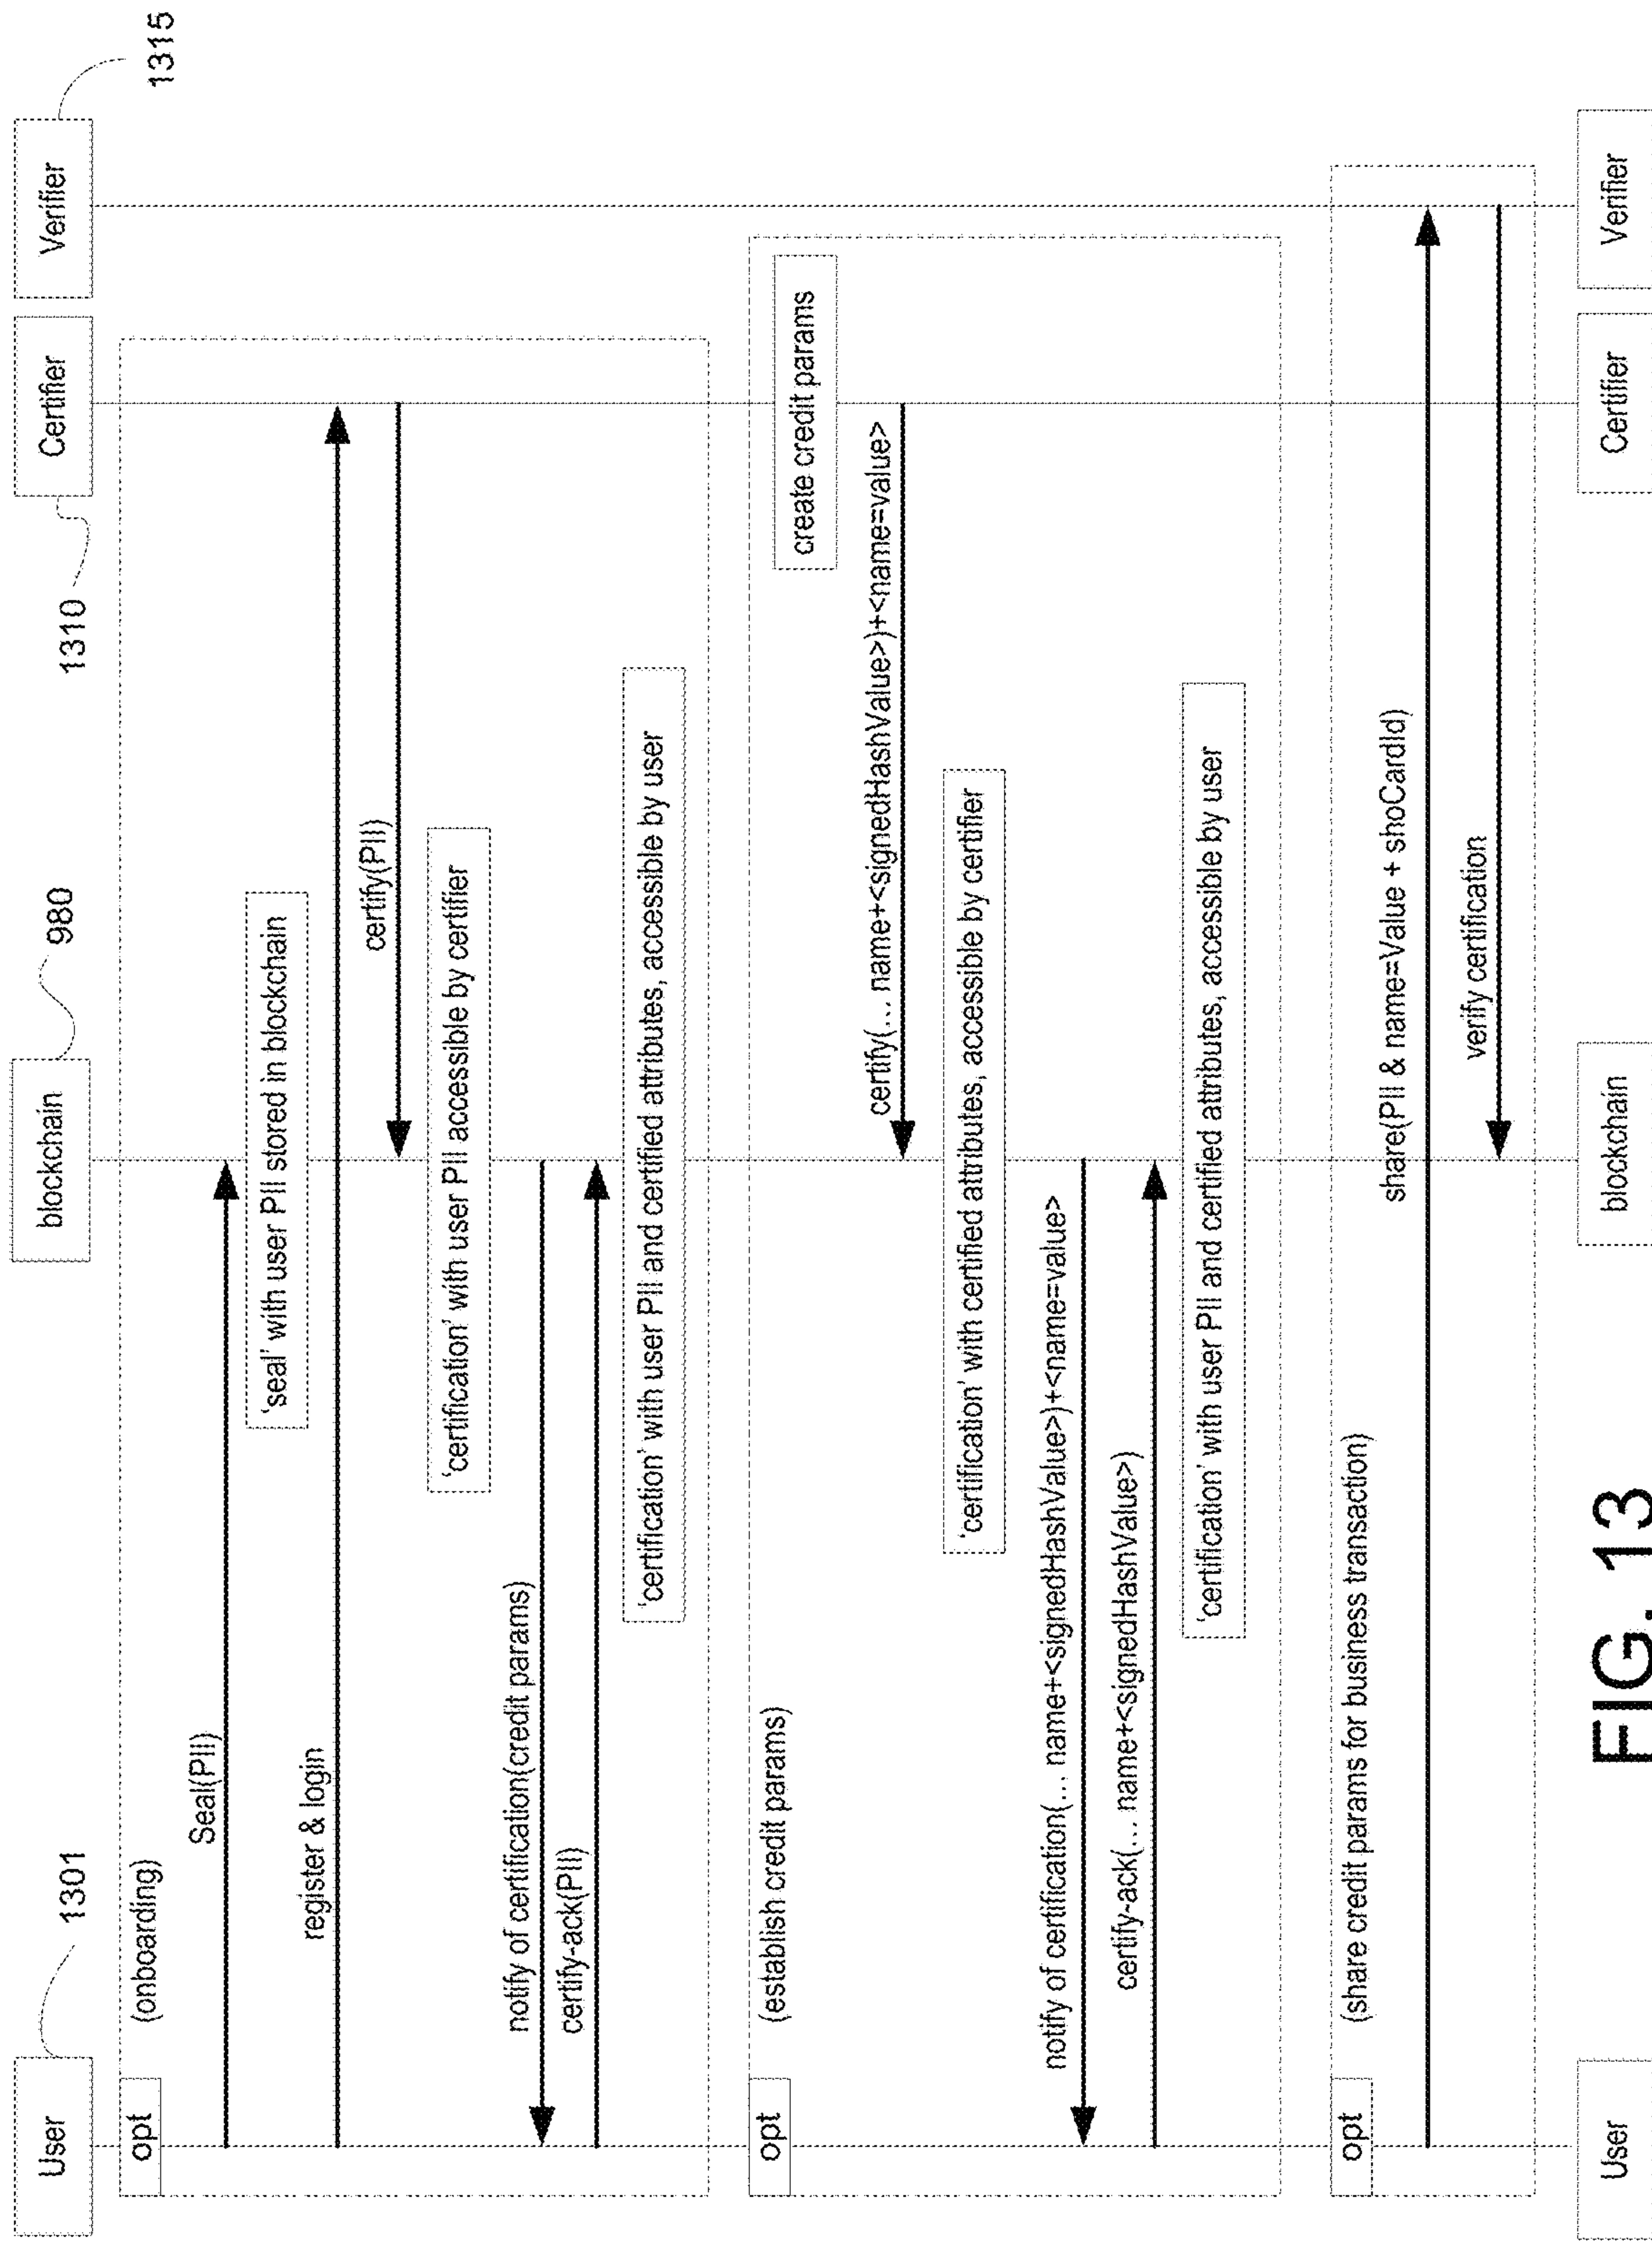 User
1301
blockchain
980
Certifier
1310
Verifier
1315
opt
(onboarding)
Seal(PII)
'seal' with user PII stored in blockchain
register & login
certify(PII)
'certification' with user PII accessible by certifier
notify of certification(credit params)
certify-ack(PII)
'certification' with user PII and certified attributes, accessible by user
opt
(establish credit params)
create credit params
certify(... name+<signedHashValue>)+<name=value>
'certification' with certified attributes, accessible by certifier
notify of certification(... name+<signedHashValue>)+<name=value>
certify-ack(... name+<signedHashValue>)
'certification' with user PII and certified attributes, accessible by user
opt
(share credit params for business transaction)
share(PII & name=Value + shoCardId)
verify certification
User
blockchain
Certifier
Verifier
FIG. 13